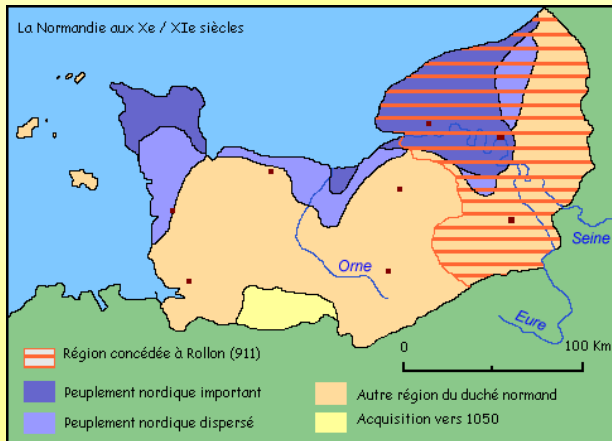 La Normandie aux Xe / XIe siècles
Seine
Orne
Eure
0 100 Km
Région concédée à Rollon (911)
Peuplement nordique important
Peuplement nordique dispersé
Autre région du duché normand
Acquisition vers 1050